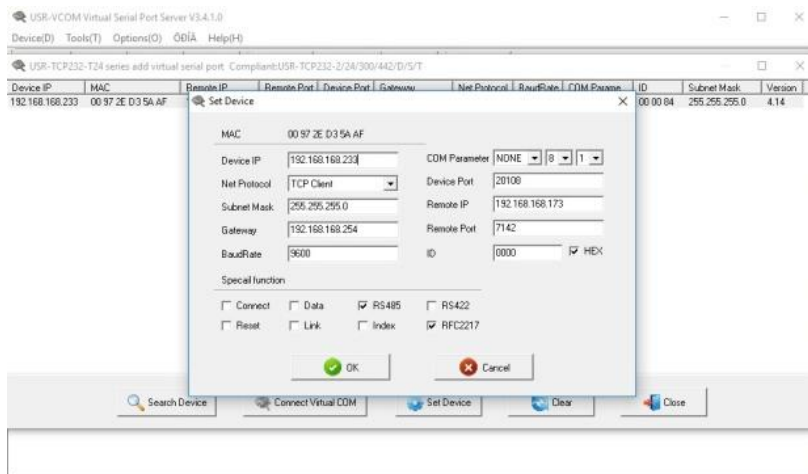 USR-VCOM Virtual Serial Port Server V3.4.1.0
Device(D) Tools(T) Options(O) ÓÐÏÀ Help(H)
USR-TCP232-T24 series add virtual serial port Compliant:USR-TCP232-2/24/300/442/D/S/T
Device IP MAC Remote IP Remote Port Device Port Gateway Net Protocol BaudRate COM Parame ID Subnet Mask Version
192.168.168.233 00 97 2E D3 5A AF 00 00 84 255.255.255.0 4.14
Set Device
MAC 00 97 2E D3 5A AF
Device IP 192.168.168.233 COM Parameter NONE 8 1
Net Protocol TCP Client Device Port 20108
Subnet Mask 255.255.255.0 Remote IP 192.168.168.173
Gateway 192.168.168.254 Remote Port 7142
BaudRate 9600 ID 0000 HEX
Specail function
Connect Data RS485 RS422
Reset Link Index RFC2217
OK Cancel
Search Device Connect Virtual COM Set Device Clear Close